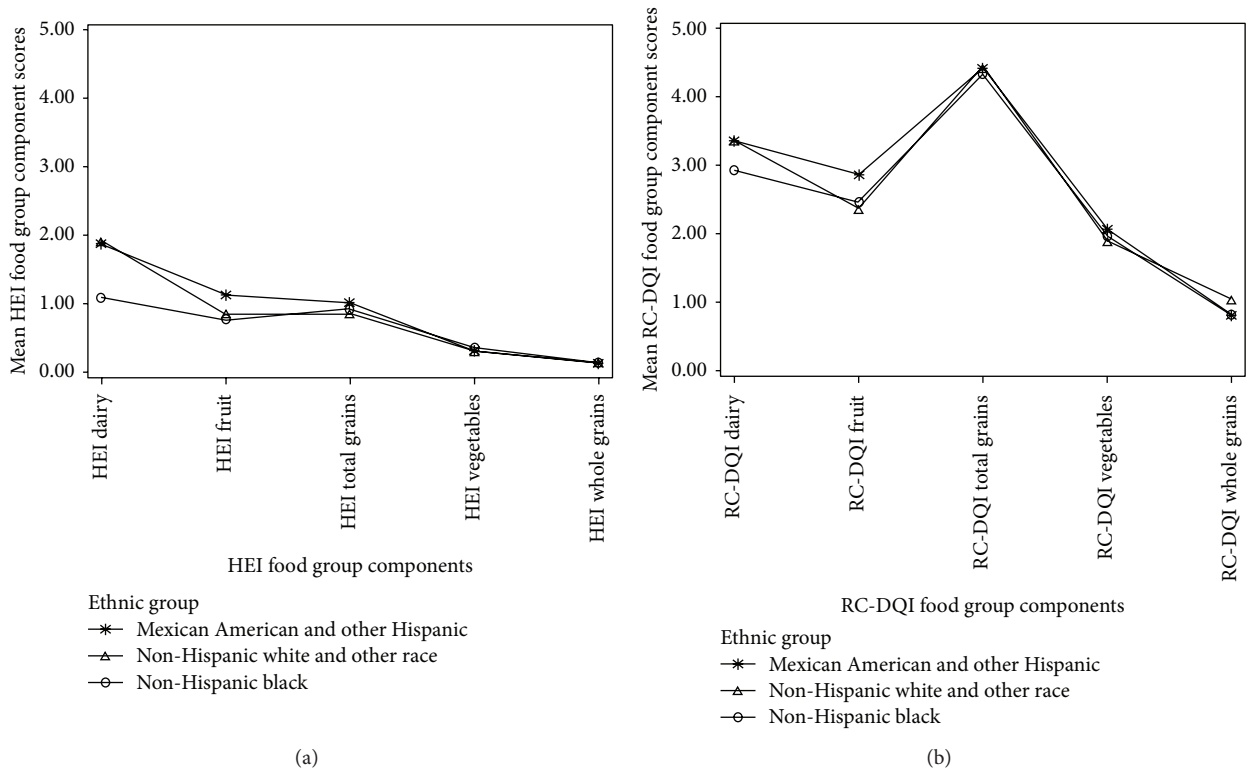 Mean HEI food group component scores
5.00
4.00
3.00
2.00
1.00
0.00
HEI dairy
HEI fruit
HEI total grains
HEI vegetables
HEI whole grains
HEI food group components
Ethnic group
Mexican American and other Hispanic
Non-Hispanic white and other race
Non-Hispanic black
(a)
Mean RC-DQI food group component scores
5.00
4.00
3.00
2.00
1.00
0.00
RC-DQI dairy
RC-DQI fruit
RC-DQI total grains
RC-DQI vegetables
RC-DQI whole grains
RC-DQI food group components
Ethnic group
Mexican American and other Hispanic
Non-Hispanic white and other race
Non-Hispanic black
(b)